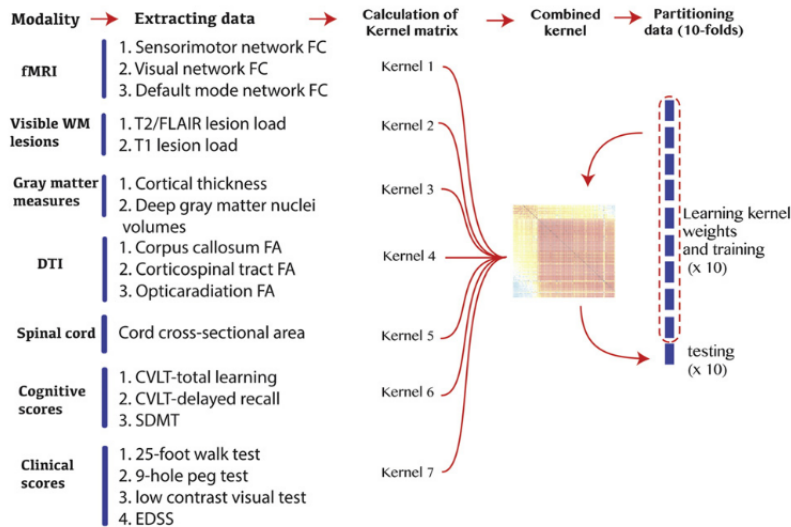 Modality
Extracting data
Calculation of
Kernel matrix
Combined
kernel
Partitioning
data (10-folds)
fMRI
1. Sensorimotor network FC
2. Visual network FC
3. Default mode network FC
Kernel 1
Visible WM
lesions
1. T2/FLAIR lesion load
2. T1 lesion load
Kernel 2
Gray matter
measures
1. Cortical thickness
2. Deep gray matter nuclei
volumes
Kernel 3
DTI
1. Corpus callosum FA
2. Corticospinal tract FA
3. Opticaradiation FA
Kernel 4
Learning kernel
weights
and training
(x 10)
Spinal cord
Cord cross-sectional area
Kernel 5
testing
(x 10)
Cognitive
scores
1. CVLT-total learning
2. CVLT-delayed recall
3. SDMT
Kernel 6
Clinical
scores
1. 25-foot walk test
2. 9-hole peg test
3. low contrast visual test
4. EDSS
Kernel 7